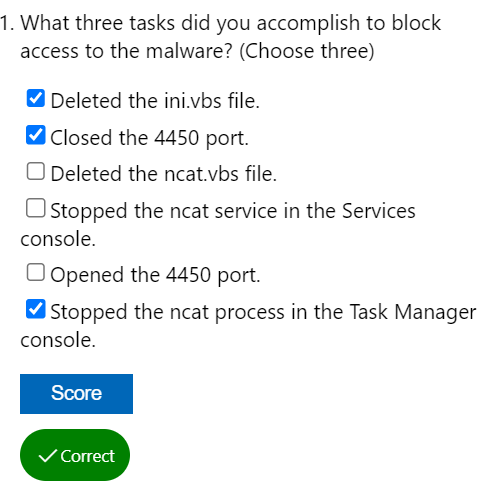 1. What three tasks did you accomplish to block
access to the malware? (Choose three)
Deleted the ini.vbs file.
Closed the 4450 port.
Deleted the ncat.vbs file.
Stopped the ncat service in the Services
console.
Opened the 4450 port.
Stopped the ncat process in the Task Manager
console.
Score
Correct